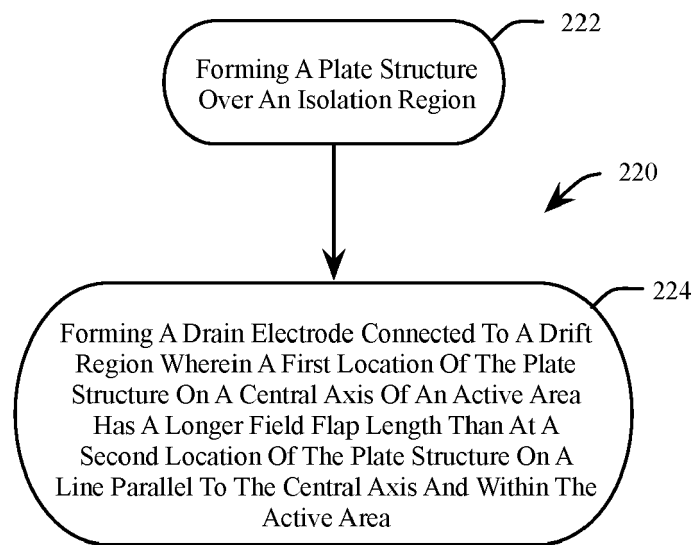 222
Forming A Plate Structure
Over An Isolation Region
220
224
Forming A Drain Electrode Connected To A Drift
Region Wherein A First Location Of The Plate
Structure On A Central Axis Of An Active Area
Has A Longer Field Flap Length Than At A
Second Location Of The Plate Structure On A
Line Parallel To The Central Axis And Within The
Active Area